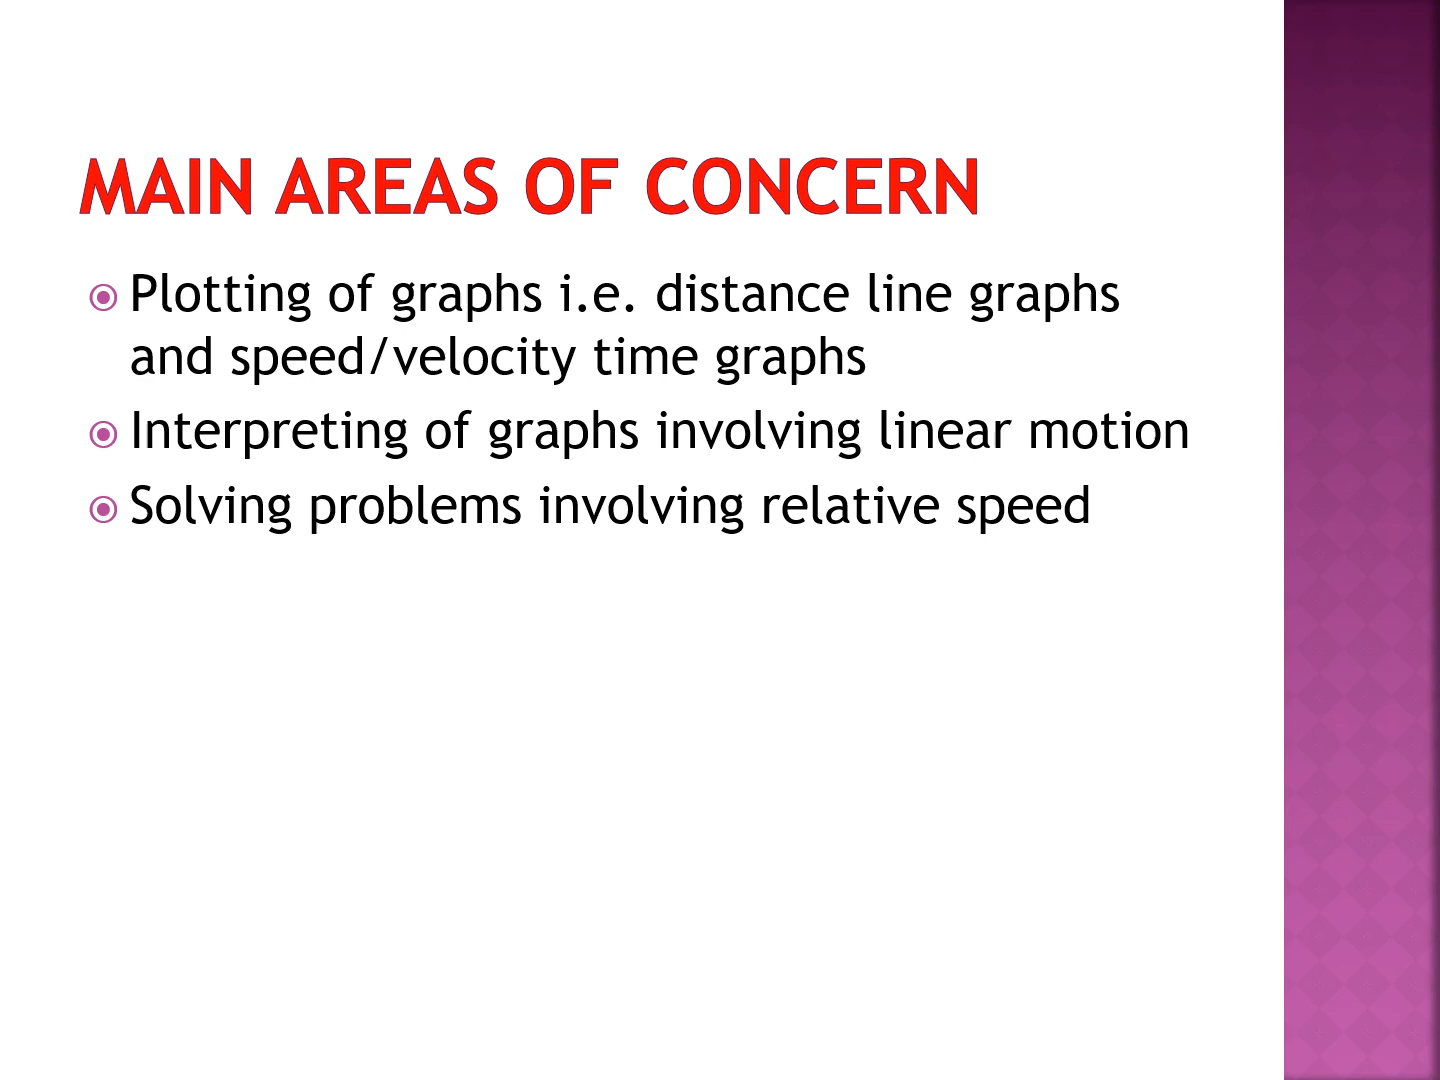 MAIN AREAS OF CONCERN
Plotting of graphs i.e. distance line graphs
and speed/velocity time graphs
Interpreting of graphs involving linear motion
Solving problems involving relative speed